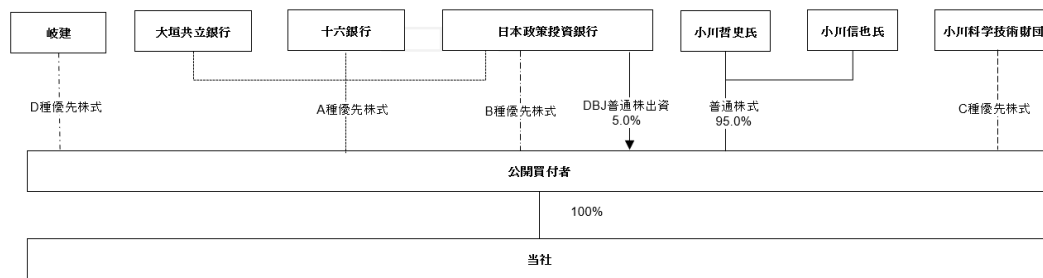 岐建
大垣共立銀行
十六銀行
日本政策投資銀行
小川哲史氏
小川信也氏
小川科学技術財団
D種優先株式
A種優先株式
B種優先株式
DBJ普通株出資
5.0%
普通株式
95.0%
C種優先株式
公開買付者
100%
当社